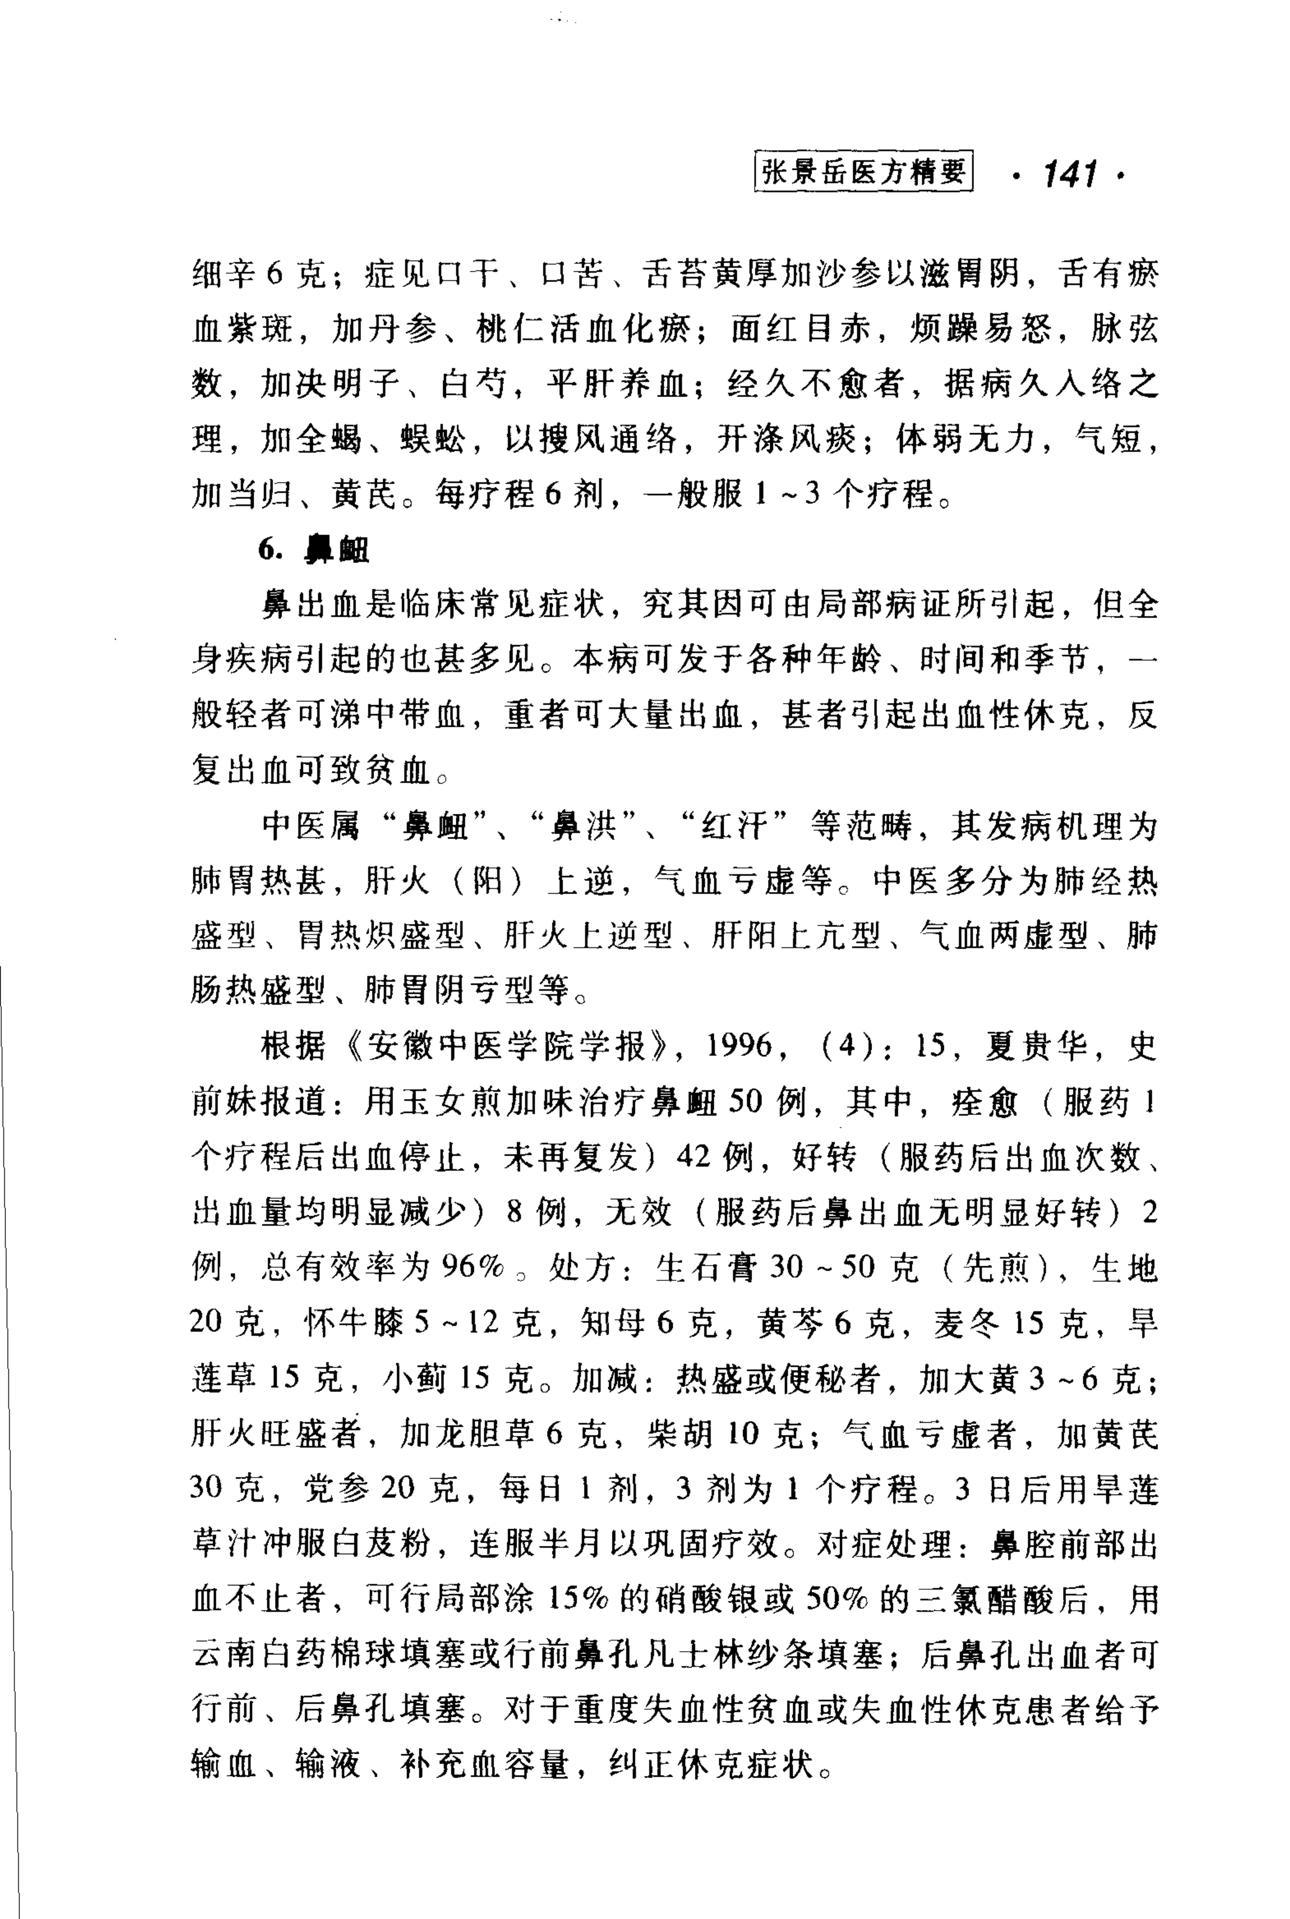 张景岳医方精要 · 141 ·
细辛 6 克；症见口干、口苦、舌苔黄厚加沙参以滋胃阴，舌有瘀
血紫斑，加丹参、桃仁活血化瘀；面红目赤，烦躁易怒，脉弦
数，加决明子、白芍，平肝养血；经久不愈者，据病久入络之
理，加全蝎、蜈蚣，以搜风通络，开涤风痰；体弱无力，气短，
加当归、黄芪。每疗程 6 剂，一般服 1 ~ 3 个疗程。
6. 鼻衄
鼻出血是临床常见症状，究其因可由局部病证所引起，但全
身疾病引起的也甚多见。本病可发于各种年龄、时间和季节，一
般轻者可涕中带血，重者可大量出血，甚者引起出血性休克，反
复出血可致贫血。
中医属“鼻衄”、“鼻洪”、“红汗”等范畴，其发病机理为
肺胃热甚，肝火（阳）上逆，气血亏虚等。中医多分为肺经热
盛型、胃热炽盛型、肝火上逆型、肝阳上亢型、气血两虚型、肺
肠热盛型、肺胃阴亏型等。
根据《安徽中医学院学报》，1996，（4）：15，夏贵华，史
前妹报道：用玉女煎加味治疗鼻衄 50 例，其中，痊愈（服药 1
个疗程后出血停止，未再复发）42 例，好转（服药后出血次数、
出血量均明显减少）8 例，无效（服药后鼻出血无明显好转）2
例，总有效率为 96%。处方：生石膏 30 ~ 50 克（先煎），生地
20 克，怀牛膝 5 ~ 12 克，知母 6 克，黄芩 6 克，麦冬 15 克，旱
莲草 15 克，小蓟 15 克。加减：热盛或便秘者，加大黄 3 ~ 6 克；
肝火旺盛者，加龙胆草 6 克，柴胡 10 克；气血亏虚者，加黄芪
30 克，党参 20 克，每日 1 剂，3 剂为 1 个疗程。3 日后用旱莲
草汁冲服白芨粉，连服半月以巩固疗效。对症处理：鼻腔前部出
血不止者，可行局部涂 15% 的硝酸银或 50% 的三氯醋酸后，用
云南白药棉球填塞或行前鼻孔凡士林纱条填塞；后鼻孔出血者可
行前、后鼻孔填塞。对于重度失血性贫血或失血性休克患者给予
输血、输液、补充血容量，纠正休克症状。